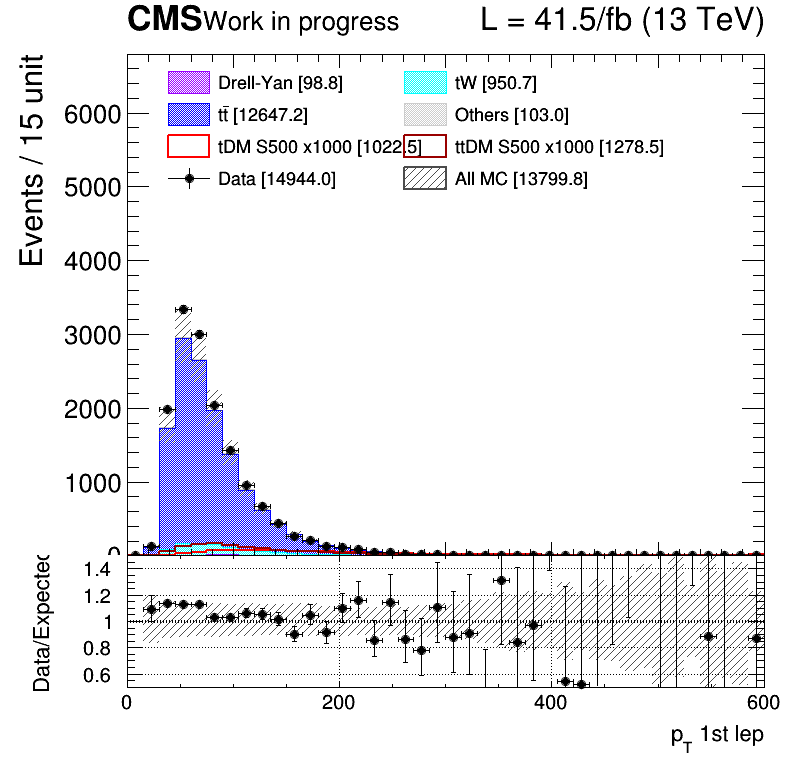 CMS Work in progress L = 41.5/fb (13 TeV)
Events / 15 unit
Drell-Yan [98.8] tW [950.7]
tt̄ [12647.2] Others [103.0]
tDM S500 x1000 [1022.5] ttDM S500 x1000 [1278.5]
Data [14944.0] All MC [13799.8]
6000
5000
4000
3000
2000
1000
0
Data/Expected
1.4
1.2
1
0.8
0.6
0 200 400 600
p_T 1st lep